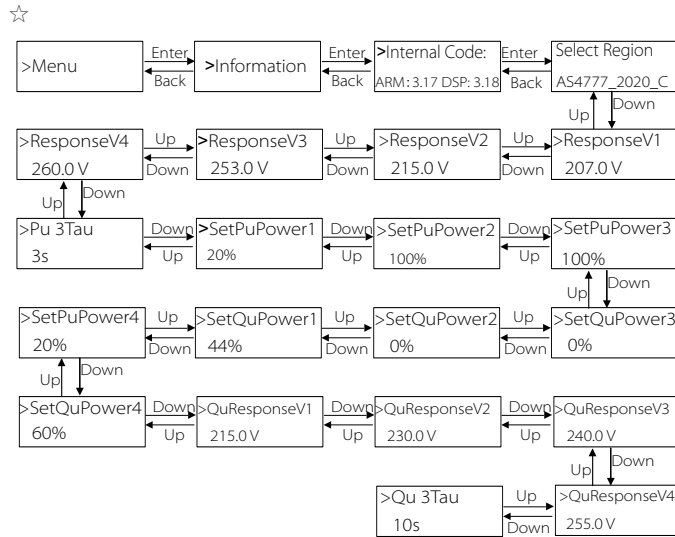 ☆
>Menu
Enter
Back
>Information
Enter
Back
>Internal Code:
ARM: 3.17 DSP: 3.18
Enter
Back
Select Region
AS4777_2020_C
Up
Down
>ResponseV4
260.0 V
Up
Down
>ResponseV3
253.0 V
Up
Down
>ResponseV2
215.0 V
Up
Down
>ResponseV1
207.0 V
Up
Down
>Pu 3Tau
3s
Down
Up
>SetPuPower1
20%
Down
Up
>SetPuPower2
100%
Down
Up
>SetPuPower3
100%
Up
Down
>SetPuPower4
20%
Up
Down
>SetQuPower1
44%
Up
Down
>SetQuPower2
0%
Up
Down
>SetQuPower3
0%
Up
Down
>SetQuPower4
60%
Down
Up
>QuResponseV1
215.0 V
Down
Up
>QuResponseV2
230.0 V
Down
Up
>QuResponseV3
240.0 V
Up
Down
>Qu 3Tau
10s
Up
Down
>QuResponseV4
255.0 V